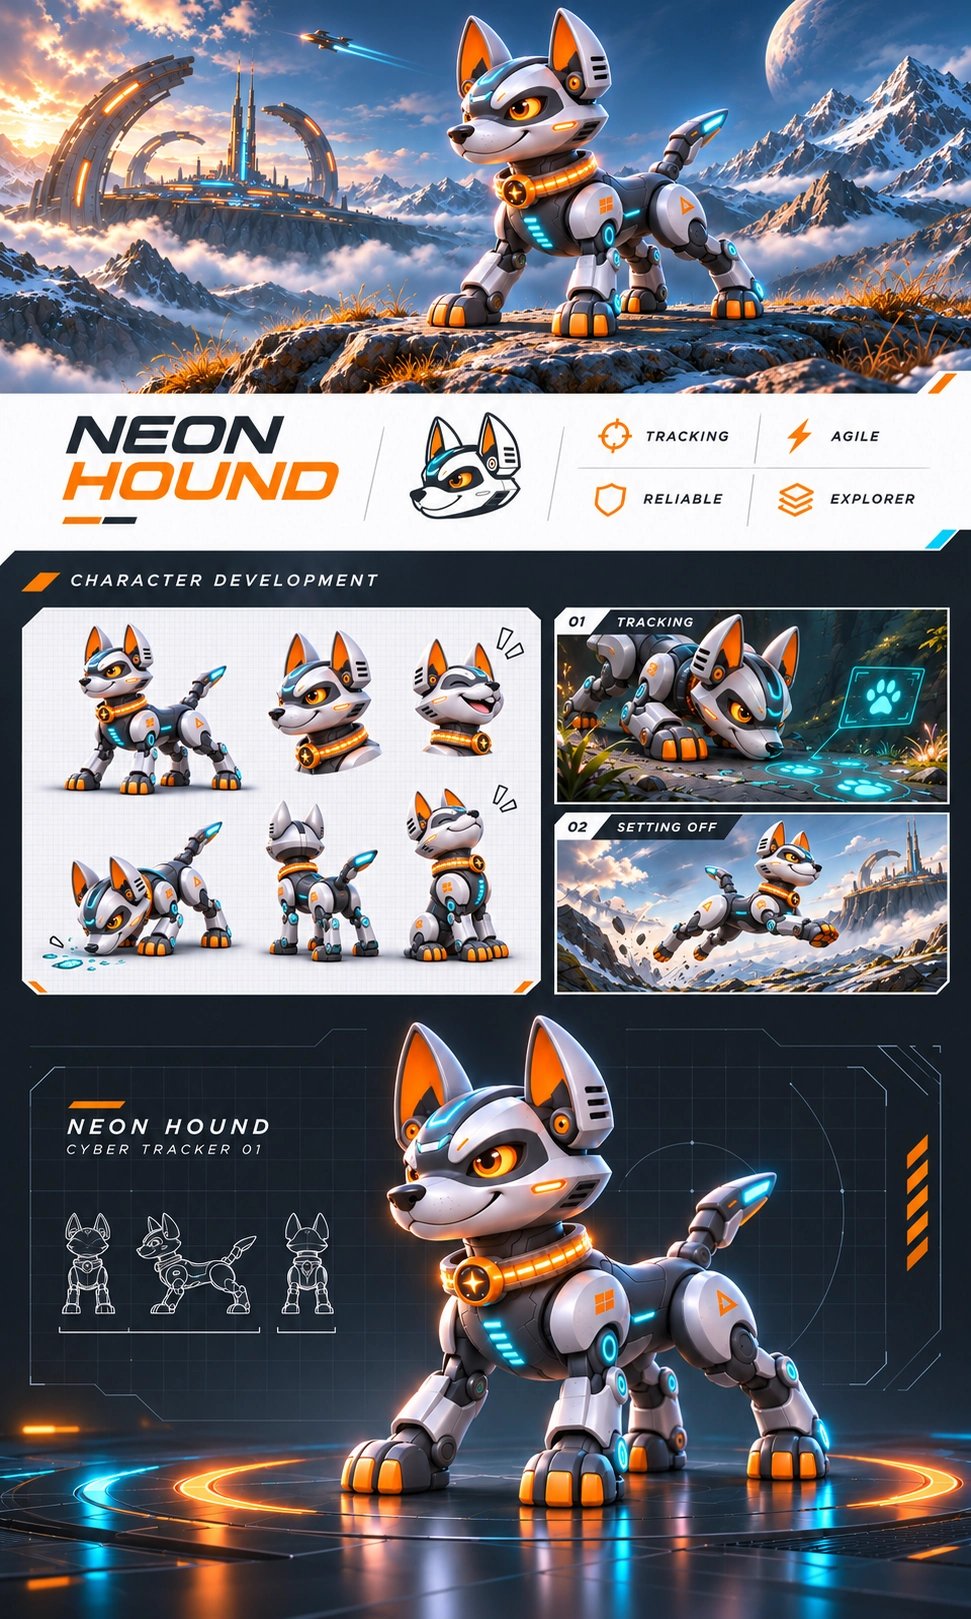 NEON
HOUND
TRACKING
AGILE
RELIABLE
EXPLORER
CHARACTER DEVELOPMENT
01 TRACKING
02 SETTING OFF
NEON HOUND
CYBER TRACKER 01